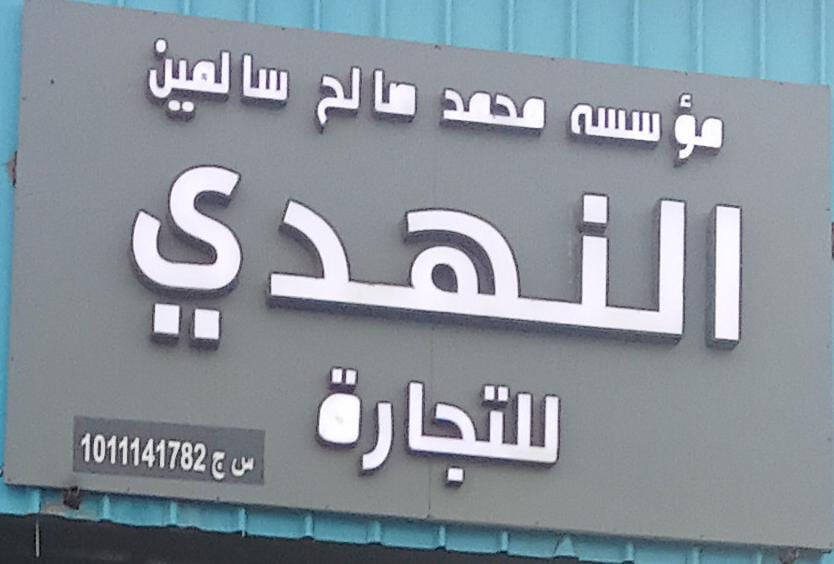 مؤسسه محمد صالح سالمين
النهدي
للتجارة
س ج 1011141782